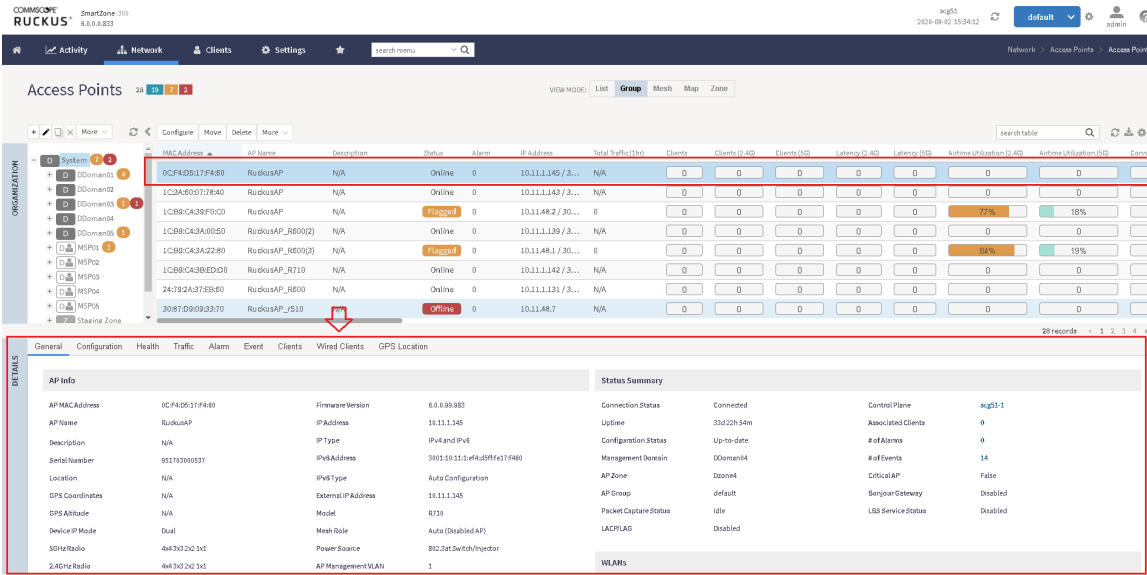 COMMSCOPE SmartZone 300
RUCKUS 6.0.0.0.833
scg51
2020-09-02 15:34:12
default
admin
Activity Network Clients Settings search menu
Network > Access Points > Access Point
Access Points 28 19 7 2
VIEW MODE: List Group Mesh Map Zone
More Configure Move Delete More search table
ORGANIZATION
System 7 2
DDoman01 4
DDoman02
DDoman03 1 1
DDoman04
DDoman05 1
MSP01 1
MSP02
MSP03
MSP04
MSP05
Z Staging Zone
MAC Address AP Name Description Status Alarm IP Address Total Traffic (1hr) Clients Clients (2.4G) Clients (5G) Latency (2.4G) Latency (5G) Airtime Utilization (2.4G) Airtime Utilization (5G) Conn
0C:F4:D5:17:F4:60 RuckusAP N/A Online 0 10.11.1.145 / 3... N/A 0 0 0 0 0 0 0
1C:3A:60:07:78:40 RuckusAP N/A Online 0 10.11.1.143 / 3... N/A 0 0 0 0 0 0 0
1C:B9:C4:39:F0:C0 RuckusAP N/A Flagged 0 10.11.48.2 / 30... 0 0 0 0 0 0 77% 18%
1C:B9:C4:3A:00:50 RuckusAP_R600(2) N/A Online 0 10.11.1.139 / 3... N/A 0 0 0 0 0 0 0
1C:B9:C4:3A:22:80 RuckusAP_R600(3) N/A Flagged 0 10.11.48.1 / 30... 0 0 0 0 0 0 84% 19%
1C:B9:C4:3B:ED:D0 RuckusAP_R710 N/A Online 0 10.11.1.142 / 3... N/A 0 0 0 0 0 0 0
24:79:2A:37:EB:60 RuckusAP_R600 N/A Online 0 10.11.1.131 / 3... N/A 0 0 0 0 0 0 0
30:87:D9:09:33:70 RuckusAP_r510 N/A Offline 0 10.11.48.7 N/A 0 0 0 0 0 0 0
28 records 1 2 3 4
DETAILS
General Configuration Health Traffic Alarm Event Clients Wired Clients GPS Location
AP Info
AP MAC Address 0C:F4:D5:17:F4:60 Firmware Version 6.0.0.99.983
AP Name RuckusAP IP Address 10.11.1.145
Description N/A IP Type IPv4 and IPv6
Serial Number 951703000537 IPv6 Address 3001:10:11:1:ef4:d5ff:fe17:f460
Location N/A IPv6 Type Auto Configuration
GPS Coordinates N/A External IP Address 10.11.1.145
GPS Altitude N/A Model R710
Device IP Mode Dual Mesh Role Auto (Disabled AP)
5GHz Radio 4x4 3x3 2x2 1x1 Power Source 802.3at Switch/Injector
2.4GHz Radio 4x4 3x3 2x2 1x1 AP Management VLAN 1
Status Summary
Connection Status Connected Control Plane scg51-1
Uptime 33d 22h 54m Associated Clients 0
Configuration Status Up-to-date # of Alarms 0
Management Domain DDoman04 # of Events 14
AP Zone Dzone4 Critical AP False
AP Group default Bonjour Gateway Disabled
Packet Capture Status Idle LBS Service Status Disabled
LACP/LAG Disabled
WLANs